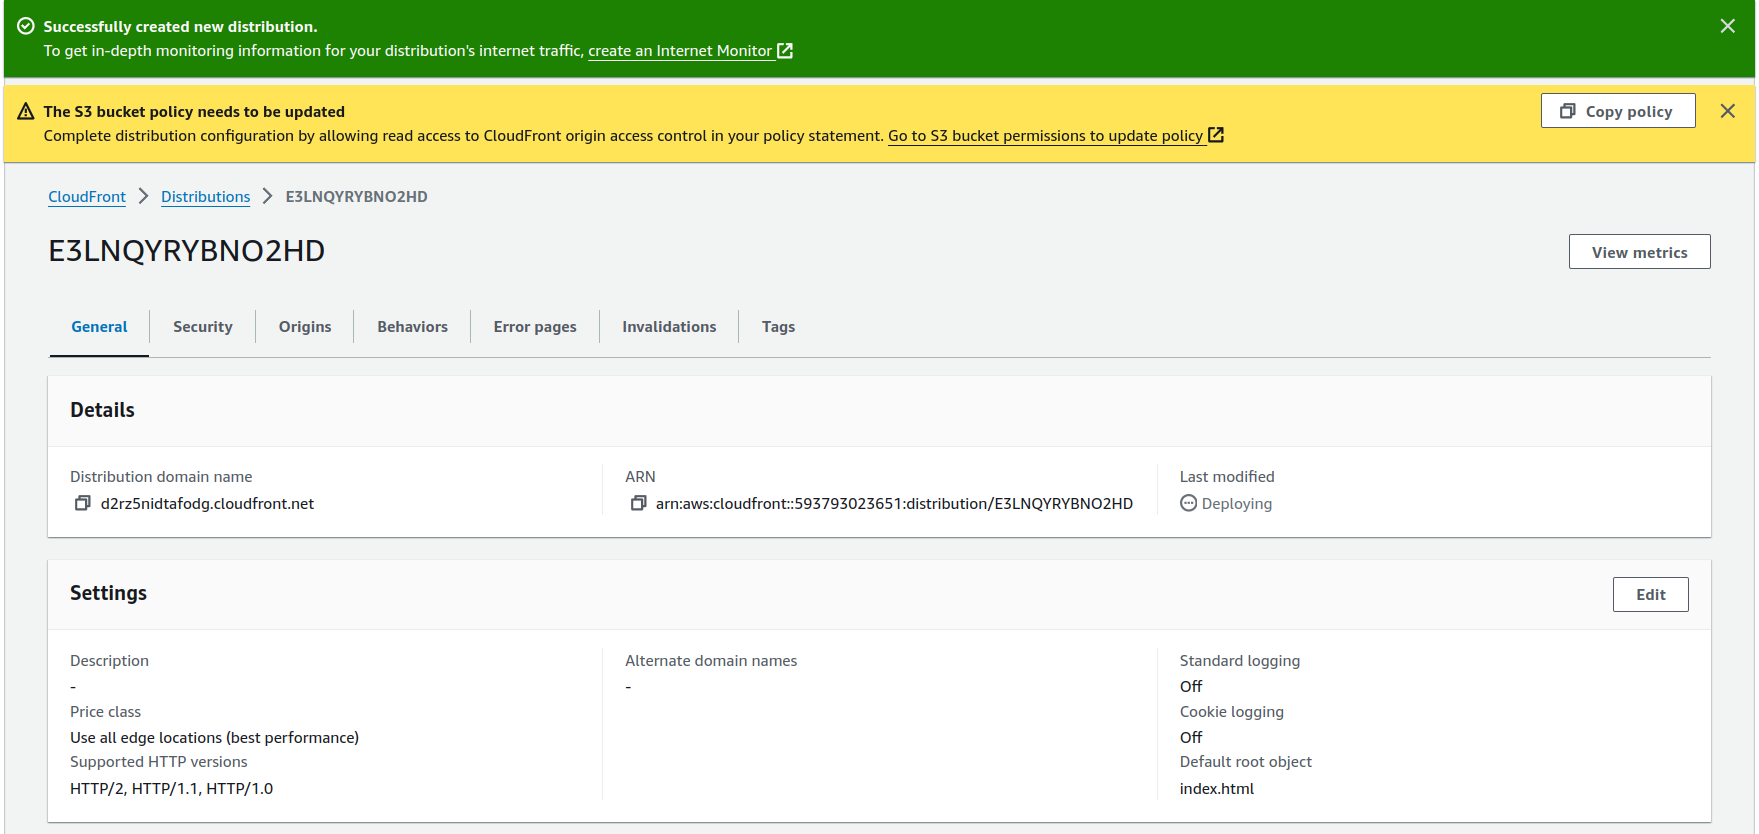 Successfully created new distribution.
To get in-depth monitoring information for your distribution's internet traffic, create an Internet Monitor
The S3 bucket policy needs to be updated
Complete distribution configuration by allowing read access to CloudFront origin access control in your policy statement. Go to S3 bucket permissions to update policy
Copy policy
CloudFront > Distributions > E3LNQYRYBNO2HD
E3LNQYRYBNO2HD
View metrics
General
Security
Origins
Behaviors
Error pages
Invalidations
Tags
Details
Distribution domain name
d2rz5nidtafodg.cloudfront.net
ARN
arn:aws:cloudfront::593793023651:distribution/E3LNQYRYBNO2HD
Last modified
Deploying
Settings
Edit
Description
-
Price class
Use all edge locations (best performance)
Supported HTTP versions
HTTP/2, HTTP/1.1, HTTP/1.0
Alternate domain names
-
Standard logging
Off
Cookie logging
Off
Default root object
index.html